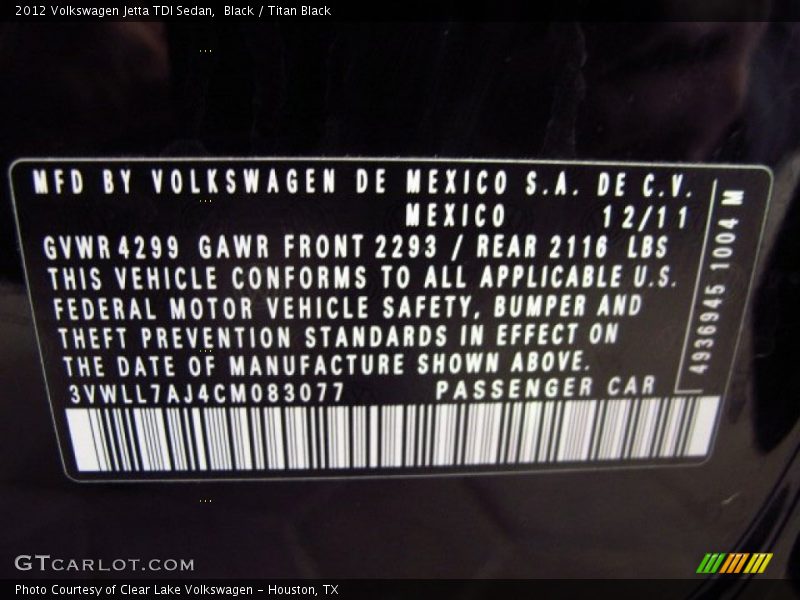 2012 Volkswagen Jetta TDI Sedan,  Black / Titan Black
MFD BY VOLKSWAGEN DE MEXICO S.A. DE C.V.
MEXICO 12/11
GVWR 4299 GAWR FRONT 2293 / REAR 2116 LBS
THIS VEHICLE CONFORMS TO ALL APPLICABLE U.S.
FEDERAL MOTOR VEHICLE SAFETY, BUMPER AND
THEFT PREVENTION STANDARDS IN EFFECT ON
THE DATE OF MANUFACTURE SHOWN ABOVE.
3VWLL7AJ4CM083077 PASSENGER CAR
4936945 1004 M
GTCARLOT.COM
Photo Courtesy of Clear Lake Volkswagen - Houston, TX